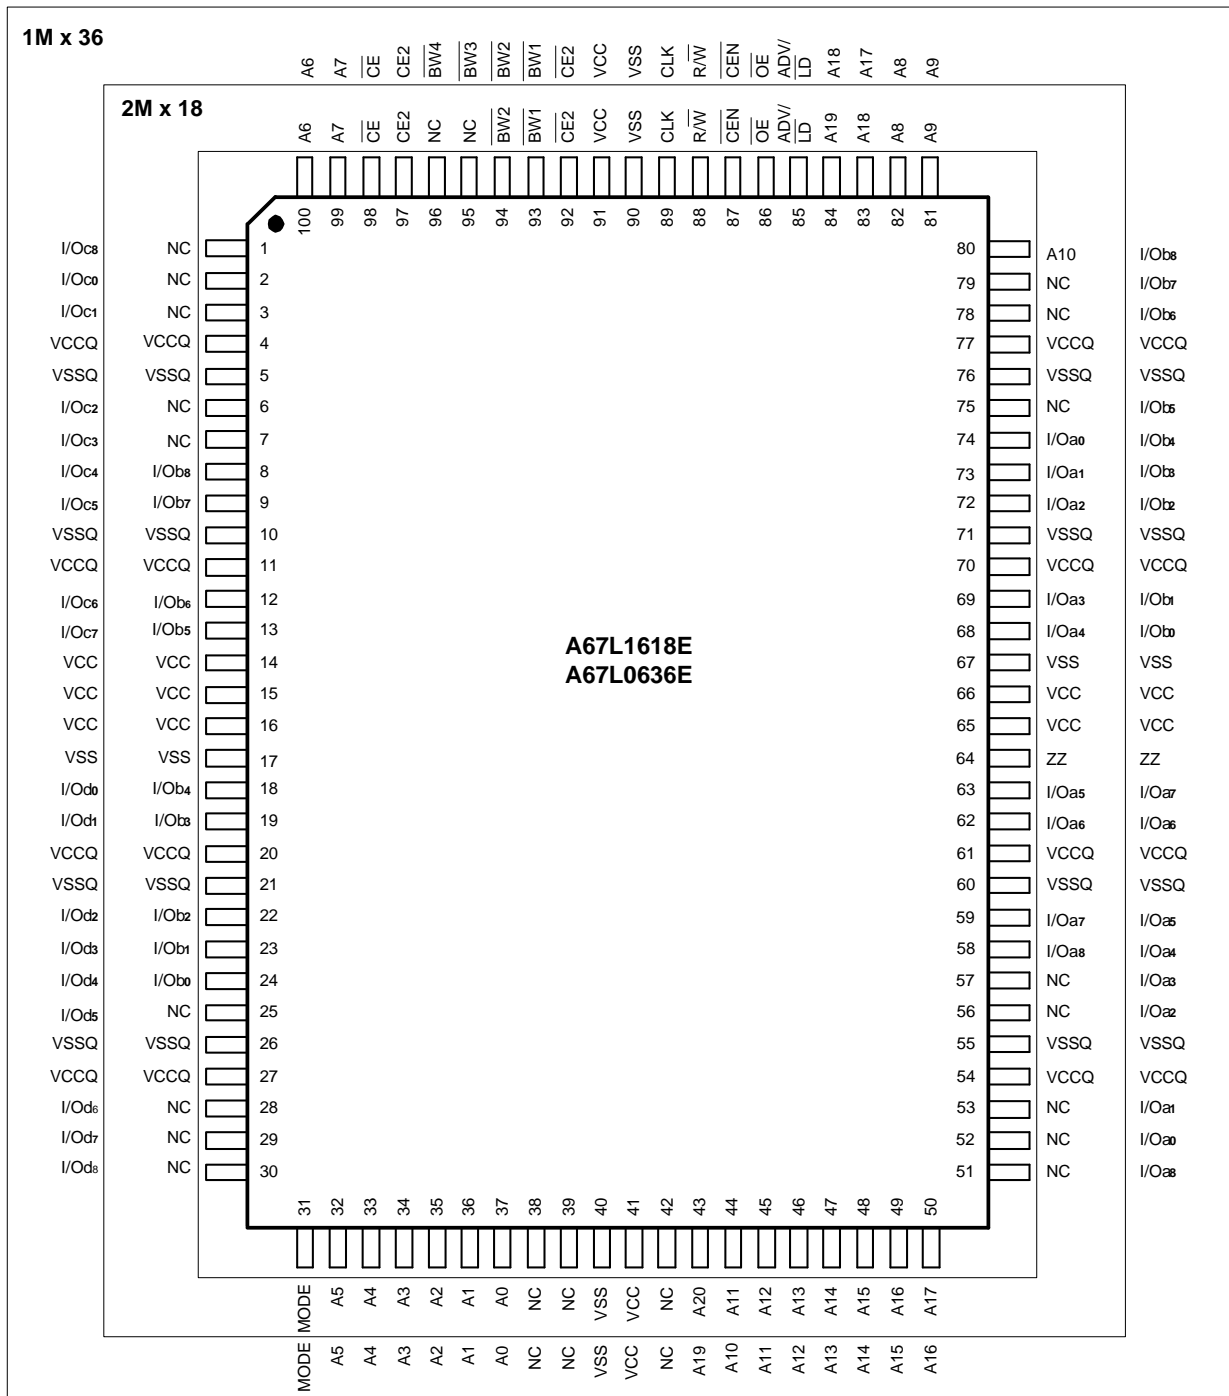 1M x 36
A6 A7 CE CE2 BW4 BW3 BW2 BW1 CE2 VCC VSS CLK R/W CEN OE ADV/LD A18 A17 A8 A9
2M x 18
A6 A7 CE CE2 NC NC BW2 BW1 CE2 VCC VSS CLK R/W CEN OE ADV/LD A19 A18 A8 A9
100 99 98 97 96 95 94 93 92 91 90 89 88 87 86 85 84 83 82 81
I/Oc8 NC 1 80 A10 I/Ob8
I/Oc0 NC 2 79 NC I/Ob7
I/Oc1 NC 3 78 NC I/Ob6
VCCQ VCCQ 4 77 VCCQ VCCQ
VSSQ VSSQ 5 76 VSSQ VSSQ
I/Oc2 NC 6 75 NC I/Ob5
I/Oc3 NC 7 74 I/Oa0 I/Ob4
I/Oc4 I/Ob8 8 73 I/Oa1 I/Ob3
I/Oc5 I/Ob7 9 72 I/Oa2 I/Ob2
VSSQ VSSQ 10 71 VSSQ VSSQ
VCCQ VCCQ 11 70 VCCQ VCCQ
I/Oc6 I/Ob6 12 69 I/Oa3 I/Ob1
I/Oc7 I/Ob5 13 68 I/Oa4 I/Ob0
A67L1618E
A67L0636E
VCC VCC 14 67 VSS VSS
VCC VCC 15 66 VCC VCC
VCC VCC 16 65 VCC VCC
VSS VSS 17 64 ZZ ZZ
I/Od0 I/Ob4 18 63 I/Oa5 I/Oa7
I/Od1 I/Ob3 19 62 I/Oa6 I/Oa6
VCCQ VCCQ 20 61 VCCQ VCCQ
VSSQ VSSQ 21 60 VSSQ VSSQ
I/Od2 I/Ob2 22 59 I/Oa7 I/Oa5
I/Od3 I/Ob1 23 58 I/Oa8 I/Oa4
I/Od4 I/Ob0 24 57 NC I/Oa3
I/Od5 NC 25 56 NC I/Oa2
VSSQ VSSQ 26 55 VSSQ VSSQ
VCCQ VCCQ 27 54 VCCQ VCCQ
I/Od6 NC 28 53 NC I/Oa1
I/Od7 NC 29 52 NC I/Oa0
I/Od8 NC 30 51 NC I/Oa8
31 32 33 34 35 36 37 38 39 40 41 42 43 44 45 46 47 48 49 50
MODE A5 A4 A3 A2 A1 A0 NC NC VSS VCC NC A20 A11 A12 A13 A14 A15 A16 A17
MODE A5 A4 A3 A2 A1 A0 NC NC VSS VCC NC A19 A10 A11 A12 A13 A14 A15 A16